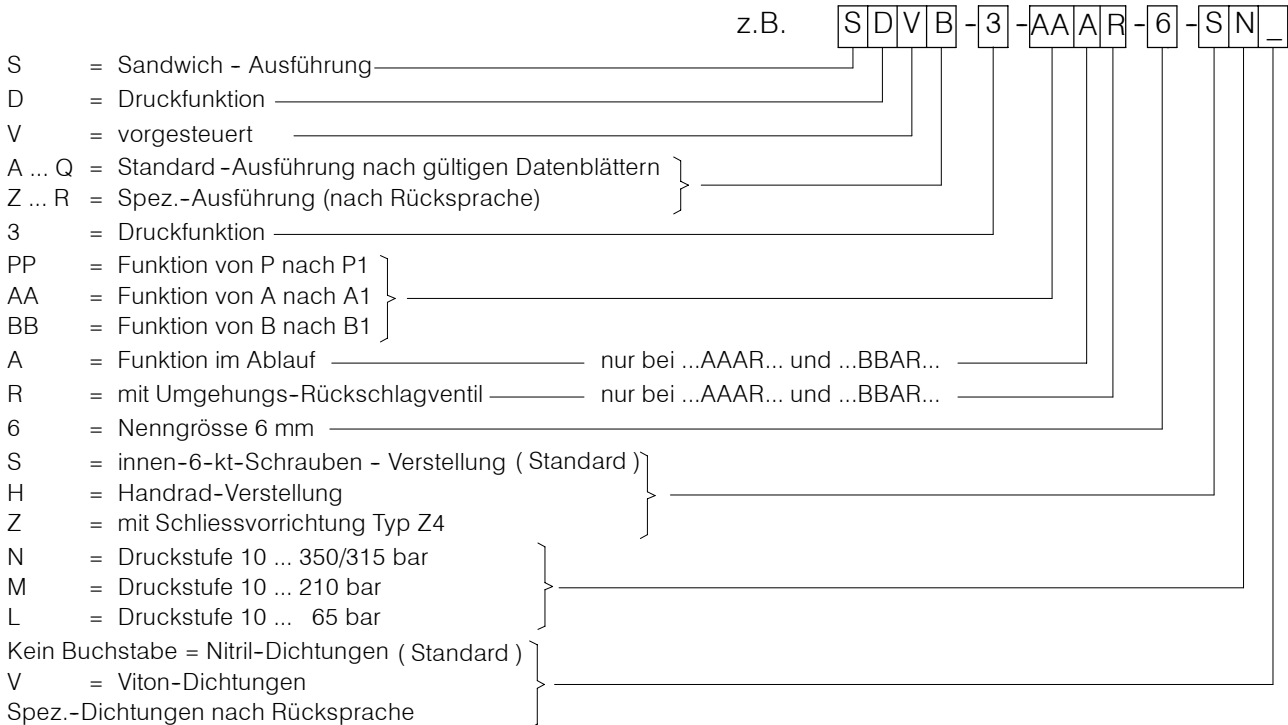 z.B. SDVB-3-AAAR-6-SN_
S = Sandwich - Ausführung
D = Druckfunktion
V = vorgesteuert
A ... Q = Standard-Ausführung nach gültigen Datenblättern
Z ... R = Spez.-Ausführung (nach Rücksprache)
3 = Druckfunktion
PP = Funktion von P nach P1
AA = Funktion von A nach A1
BB = Funktion von B nach B1
A = Funktion im Ablauf nur bei ...AAAR... und ...BBAR...
R = mit Umgehungs-Rückschlagventil nur bei ...AAAR... und ...BBAR...
6 = Nenngrösse 6 mm
S = innen-6-kt-Schrauben - Verstellung ( Standard )
H = Handrad-Verstellung
Z = mit Schliessvorrichtung Typ Z4
N = Druckstufe 10 ... 350/315 bar
M = Druckstufe 10 ... 210 bar
L = Druckstufe 10 ... 65 bar
Kein Buchstabe = Nitril-Dichtungen ( Standard )
V = Viton-Dichtungen
Spez.-Dichtungen nach Rücksprache